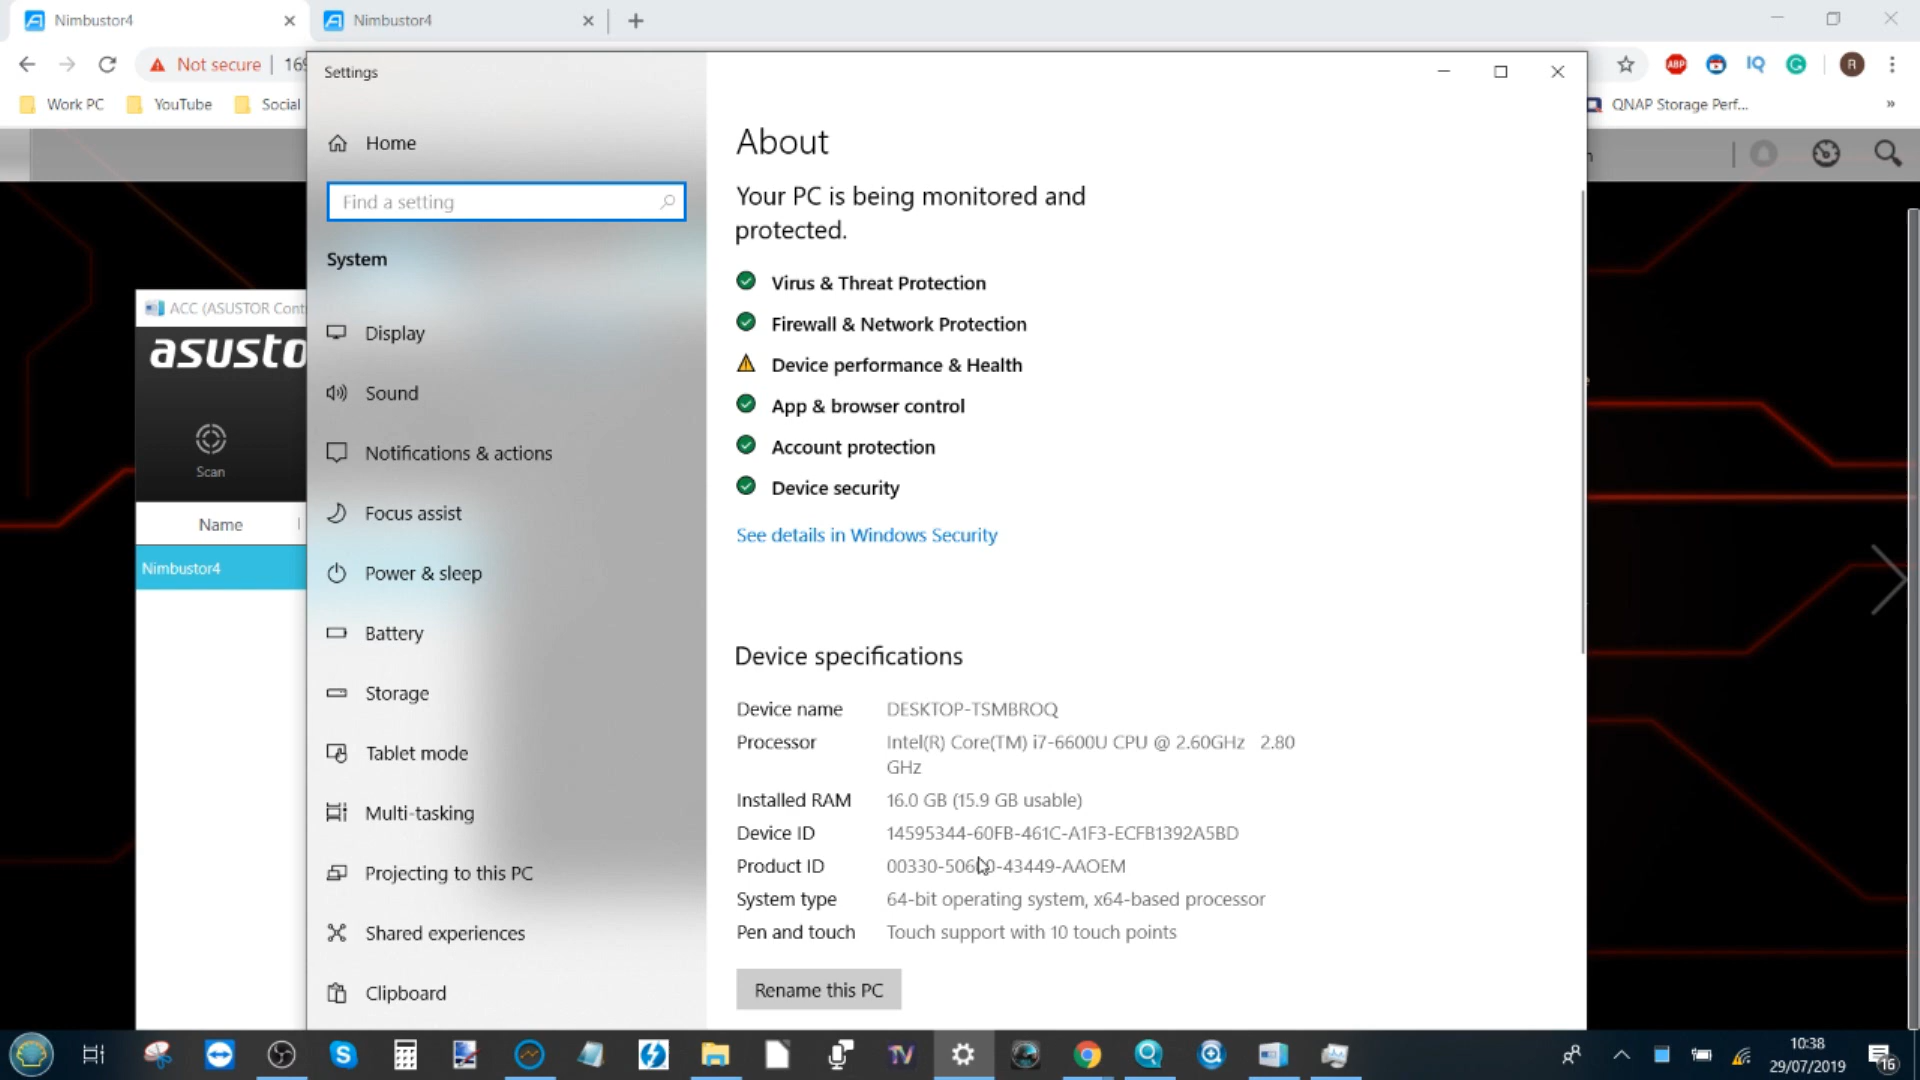 Nimbustor4
Nimbustor4
Not secure
169
Work PC
YouTube
Social
QNAP Storage Perf...
»
ABP
IQ
R
Settings
Home
Find a setting
System
Display
Sound
Notifications & actions
Focus assist
Power & sleep
Battery
Storage
Tablet mode
Multi-tasking
Projecting to this PC
Shared experiences
Clipboard
ACC (ASUSTOR Cont
asusto
Scan
Name
Nimbustor4
About
Your PC is being monitored and
protected.
Virus & Threat Protection
Firewall & Network Protection
Device performance & Health
App & browser control
Account protection
Device security
See details in Windows Security
Device specifications
Device name DESKTOP-TSMBROQ
Processor Intel(R) Core(TM) i7-6600U CPU @ 2.60GHz 2.80
GHz
Installed RAM 16.0 GB (15.9 GB usable)
Device ID 14595344-60FB-461C-A1F3-ECFB1392A5BD
Product ID -43449-AAOEM
System type 64-bit operating system, x64-based processor
Pen and touch Touch support with 10 touch points
Rename this PC
TV
10:38
29/07/2019
16